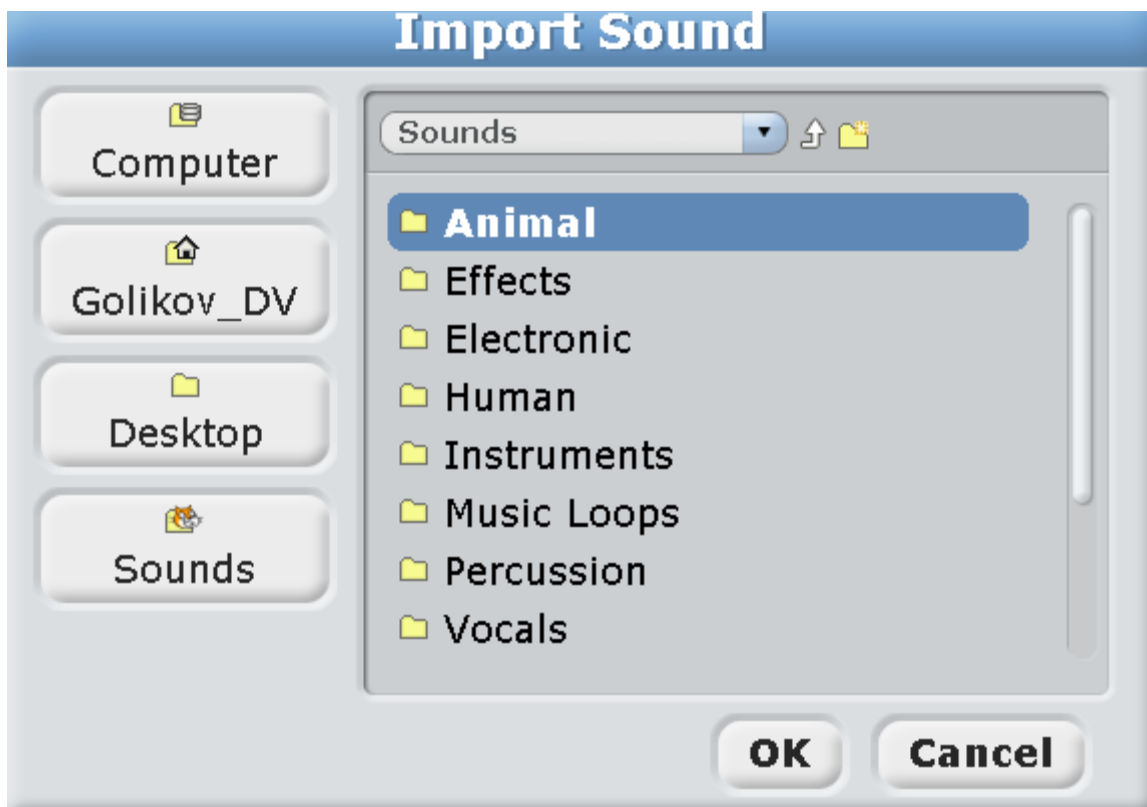 Import Sound
Computer
Golikov_DV
Desktop
Sounds
Sounds
Animal
Effects
Electronic
Human
Instruments
Music Loops
Percussion
Vocals
OK
Cancel